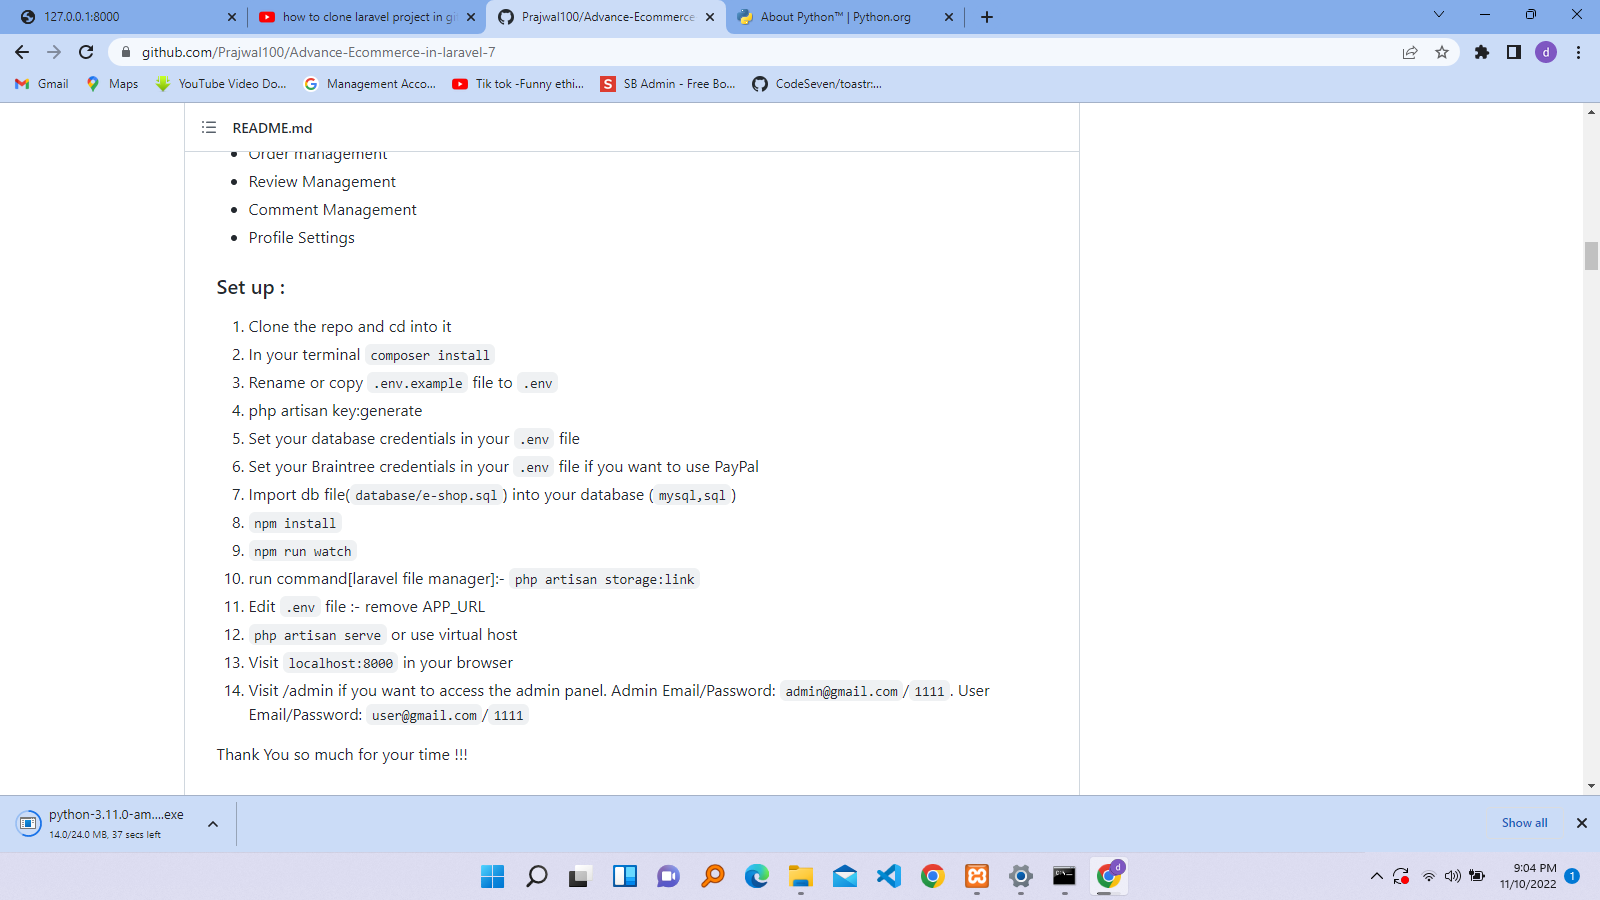 127.0.0.1:8000
how to clone laravel project in gi
Prajwal100/Advance-Ecommerce
About Python™ | Python.org
github.com/Prajwal100/Advance-Ecommerce-in-laravel-7
d
Gmail
Maps
YouTube Video Do...
Management Acco...
Tik tok -Funny ethi...
S
SB Admin - Free Bo...
CodeSeven/toastr:...
README.md
Order management
Review Management
Comment Management
Profile Settings
Set up :
1. Clone the repo and cd into it
2. In your terminal composer install
3. Rename or copy .env.example file to .env
4. php artisan key:generate
5. Set your database credentials in your .env file
6. Set your Braintree credentials in your .env file if you want to use PayPal
7. Import db file( database/e-shop.sql ) into your database ( mysql,sql )
8. npm install
9. npm run watch
10. run command[laravel file manager]:- php artisan storage:link
11. Edit .env file :- remove APP_URL
12. php artisan serve or use virtual host
13. Visit localhost:8000 in your browser
14. Visit /admin if you want to access the admin panel. Admin Email/Password: admin@gmail.com / 1111 . User
Email/Password: user@gmail.com / 1111
Thank You so much for your time !!!
python-3.11.0-am....exe
14.0/24.0 MB, 37 secs left
Show all
d
9:04 PM
11/10/2022
1